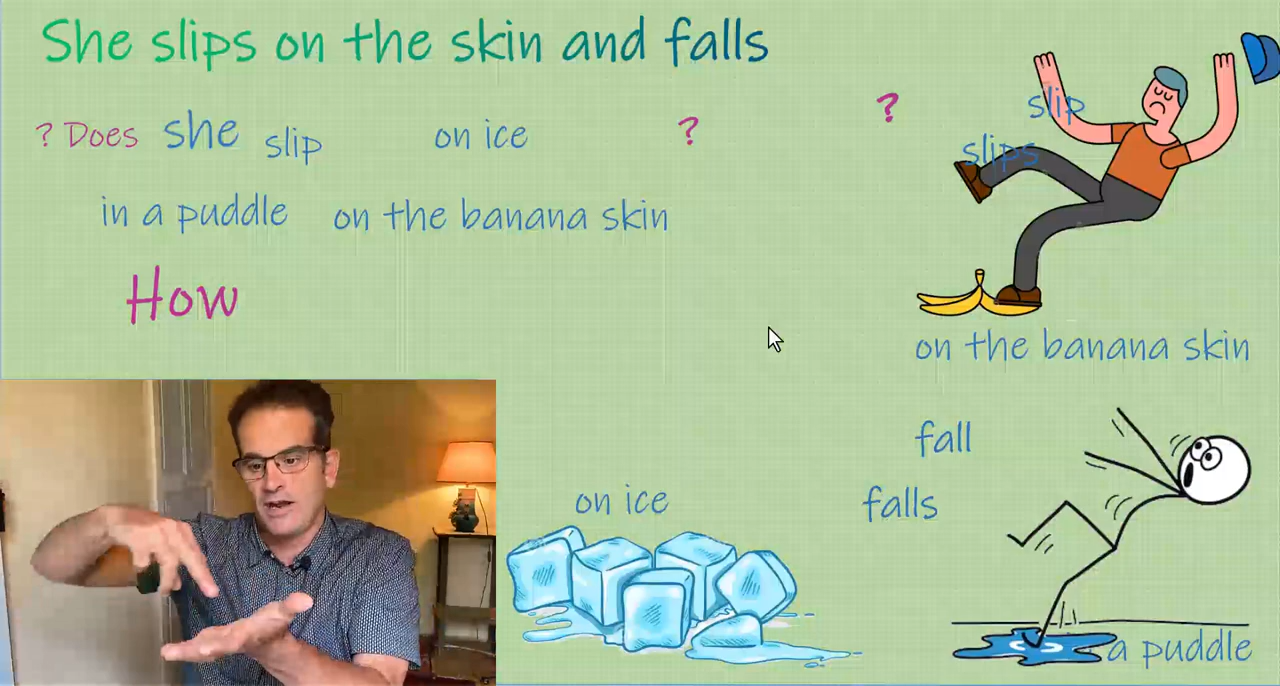 She slips on the skin and falls
? Does she slip on ice ? ? slip
slips
in a puddle on the banana skin
How
on the banana skin
fall
on ice falls
a puddle